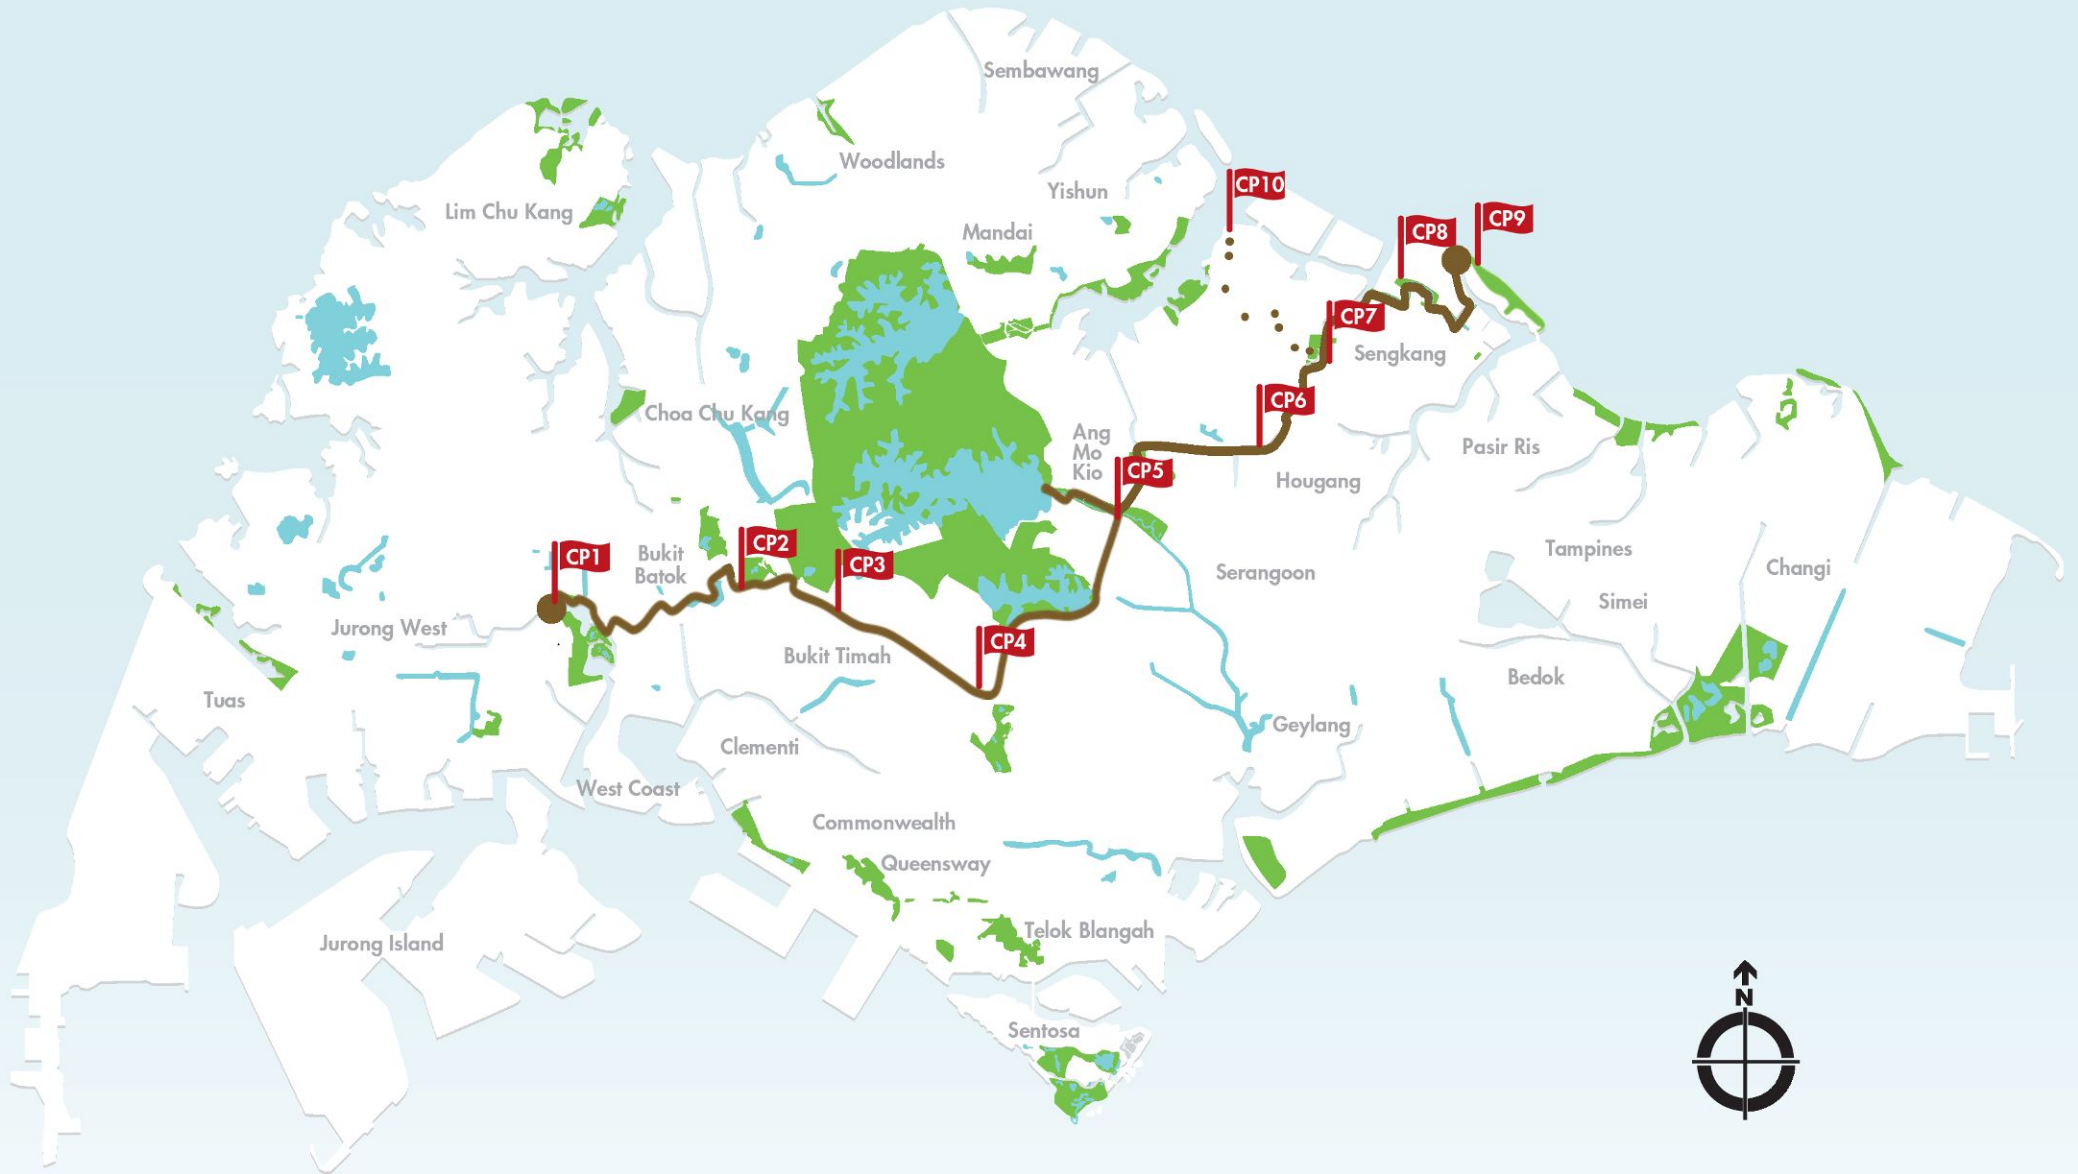 Sembawang
Woodlands
Yishun
CP10
Lim Chu Kang
Mandai
CP8
CP9
CP7
Sengkang
Choa Chu Kang
CP6
Ang
Mo
Kio
Pasir Ris
CP5
Hougang
CP1
Bukit
Batok
CP2
CP3
Tampines
Changi
Serangoon
Simei
Jurong West
CP4
Bukit Timah
Bedok
Tuas
Geylang
Clementi
West Coast
Commonwealth
Queensway
Telok Blangah
Jurong Island
N
Sentosa